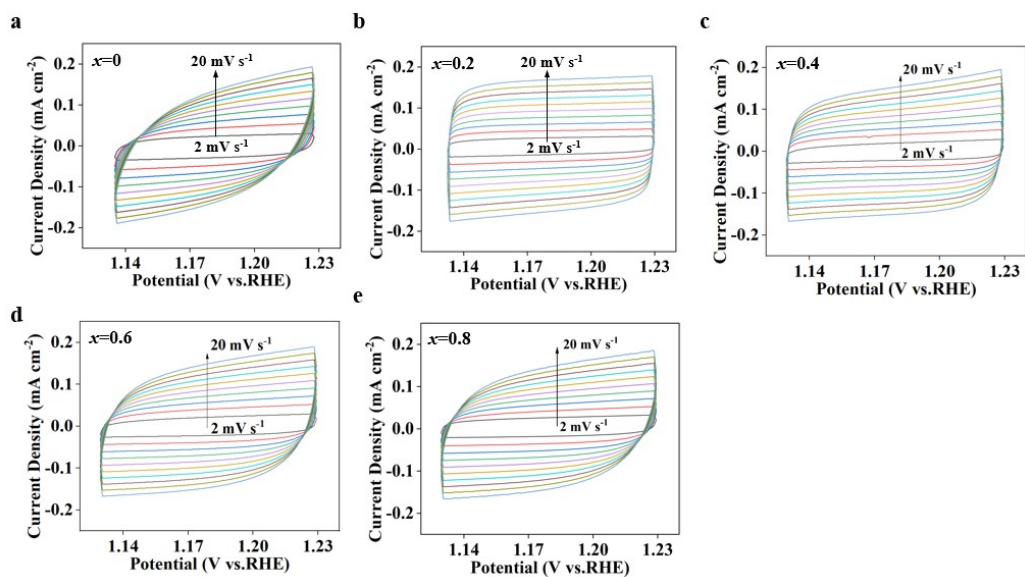 a
x=0
20 mV s⁻¹
2 mV s⁻¹
0.2
0.1
0.0
-0.1
-0.2
Current Density (mA cm⁻²)
1.14 1.17 1.20 1.23
Potential (V vs.RHE)
b
x=0.2
20 mV s⁻¹
2 mV s⁻¹
0.2
0.1
0.0
-0.1
-0.2
Current Density (mA cm⁻²)
1.14 1.17 1.20 1.23
Potential (V vs.RHE)
c
x=0.4
20 mV s⁻¹
2 mV s⁻¹
0.2
0.1
0.0
-0.1
-0.2
Current Density (mA cm⁻²)
1.14 1.17 1.20 1.23
Potential (V vs.RHE)
d
x=0.6
20 mV s⁻¹
2 mV s⁻¹
0.2
0.1
0.0
-0.1
-0.2
Current Density (mA cm⁻²)
1.14 1.17 1.20 1.23
Potential (V vs.RHE)
e
x=0.8
20 mV s⁻¹
2 mV s⁻¹
0.2
0.1
0.0
-0.1
-0.2
Current Density (mA cm⁻²)
1.14 1.17 1.20 1.23
Potential (V vs.RHE)